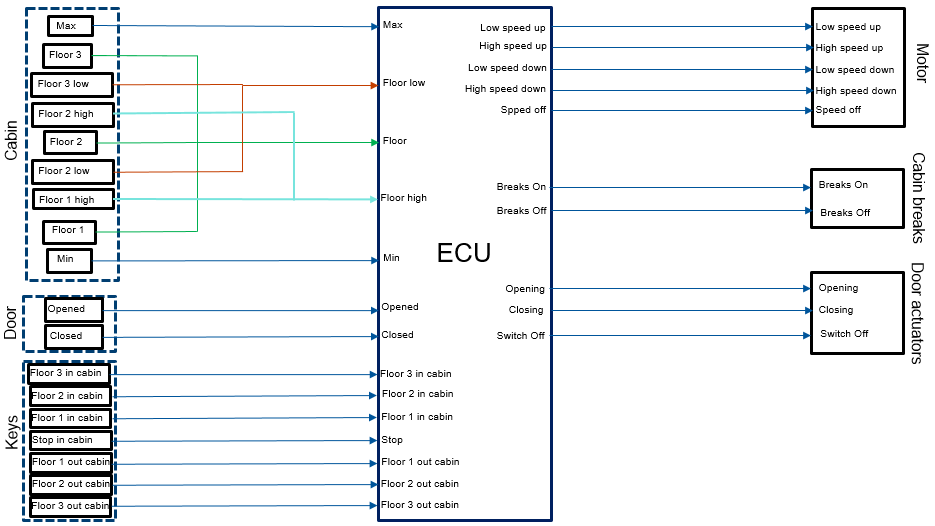 Cabin
Max
Floor 3
Floor 3 low
Floor 2 high
Floor 2
Floor 2 low
Floor 1 high
Floor 1
Min
Door
Opened
Closed
Keys
Floor 3 in cabin
Floor 2 in cabin
Floor 1 in cabin
Stop in cabin
Floor 1 out cabin
Floor 2 out cabin
Floor 3 out cabin
Max
Floor low
Floor
Floor high
Min
Opened
Closed
Floor 3 in cabin
Floor 2 in cabin
Floor 1 in cabin
Stop
Floor 1 out cabin
Floor 2 out cabin
Floor 3 out cabin
ECU
Low speed up
High speed up
Low speed down
High speed down
Spped off
Breaks On
Breaks Off
Opening
Closing
Switch Off
Low speed up
High speed up
Low speed down
High speed down
Speed off
Motor
Breaks On
Breaks Off
Cabin breaks
Opening
Closing
Switch Off
Door actuators